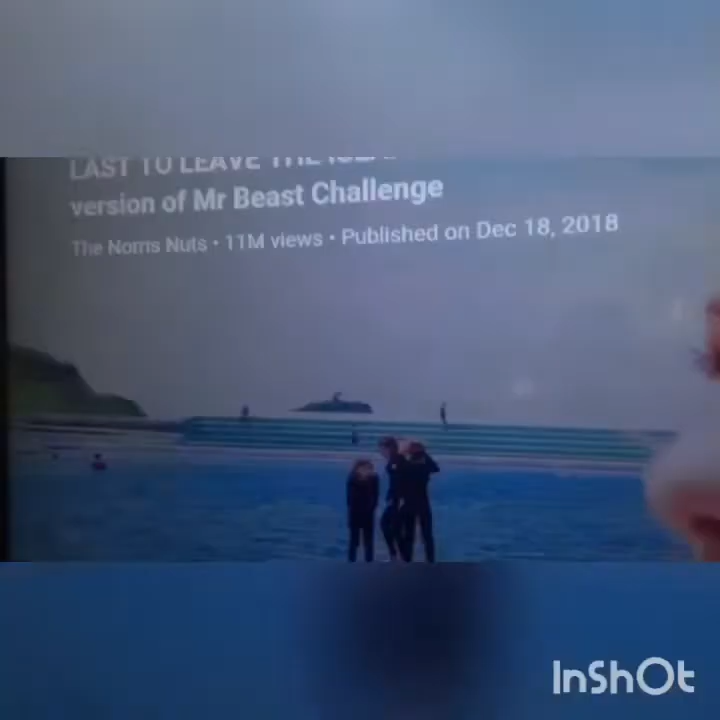 LAST TO LEAVE THE
version of Mr Beast Challenge
The Norris Nuts • 11M views • Published on Dec 18, 2018
InShOt